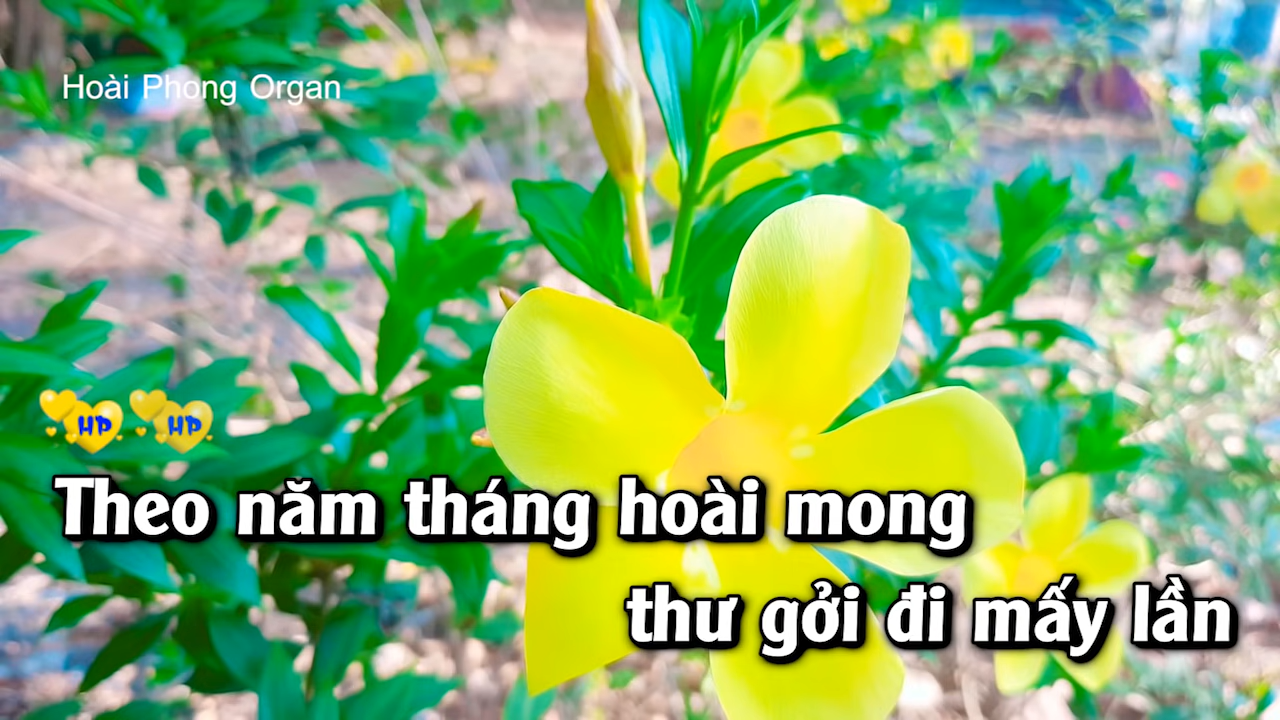 Hoài Phong Organ
HP HP
Theo năm tháng hoài mong
thư gởi đi mấy lần